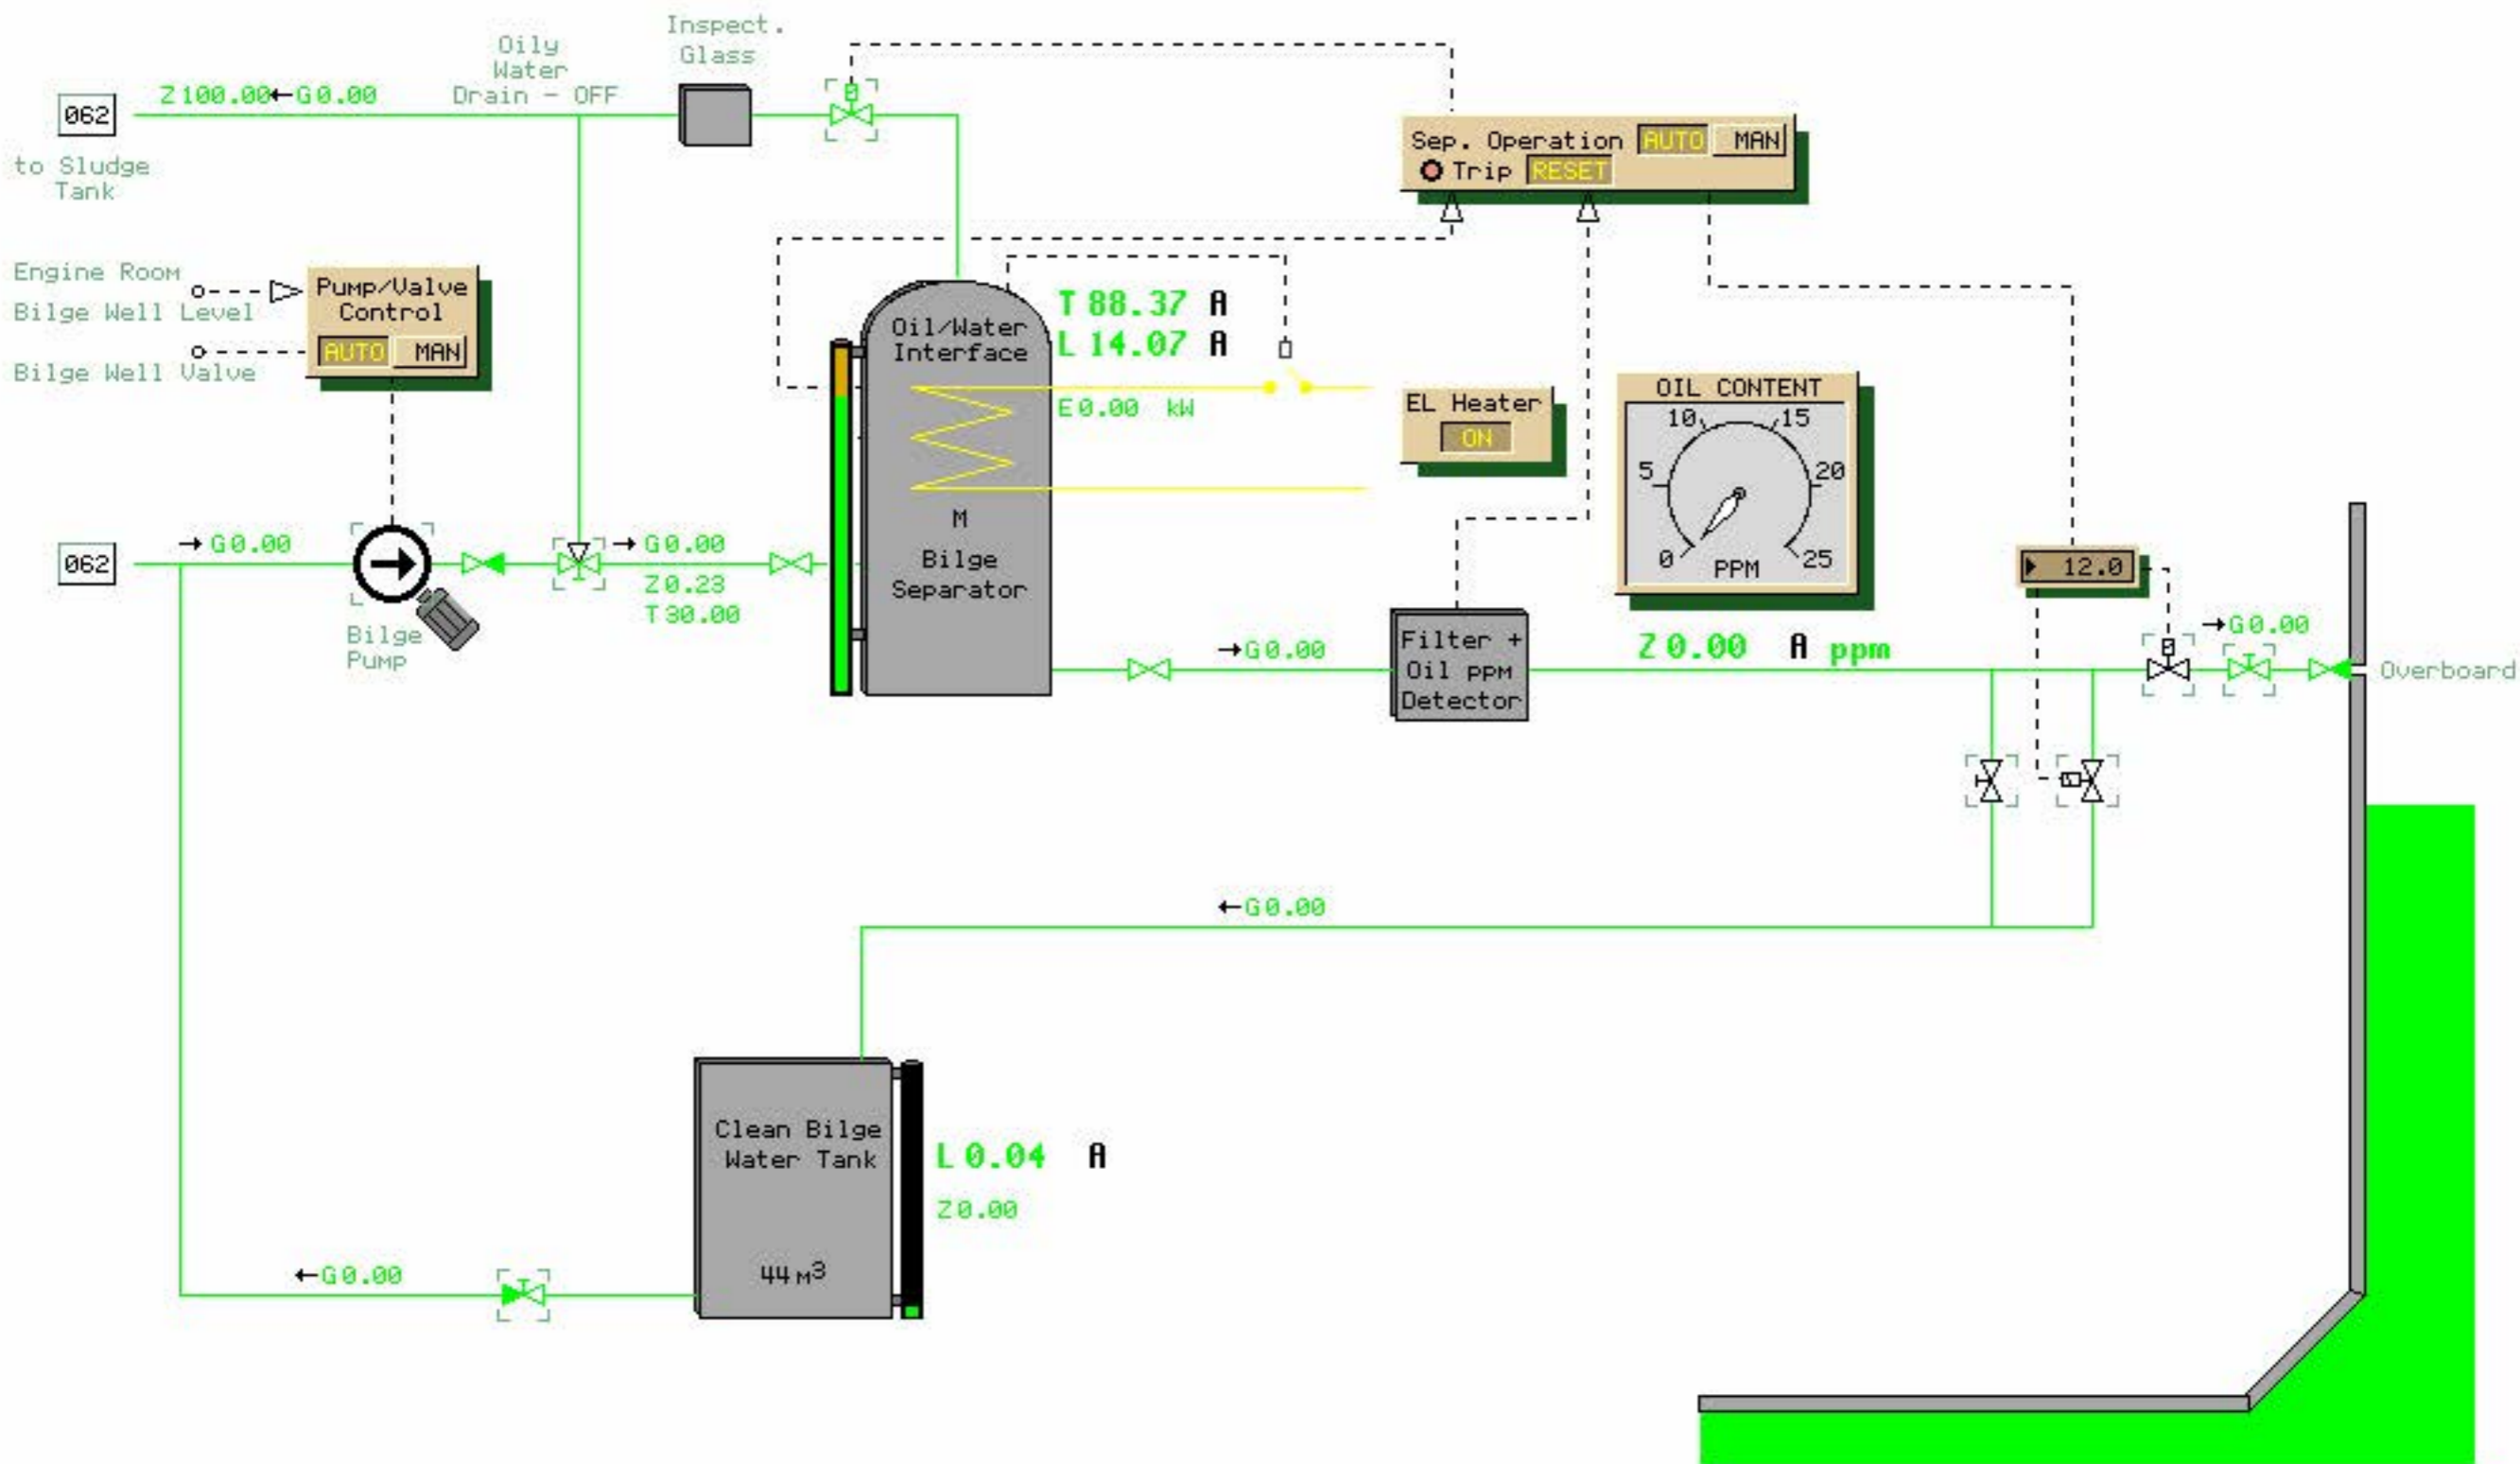 Inspect.
Glass
Oily
Water
Drain - OFF
Z100.00←G0.00
062
to Sludge
Tank
Sep. Operation AUTO MAN
Trip RESET
Engine Room
Bilge Well Level
Bilge Well Valve
Pump/Valve
Control
AUTO MAN
Oil/Water
Interface
T 88.37 A
L 14.07 A
E0.00 kW
EL Heater
ON
OIL CONTENT
0 5 10 15 20 25
PPM
M
Bilge
Separator
062
→G0.00
Bilge
Pump
→G0.00
Z0.23
T30.00
→G0.00
Filter +
Oil ppm
Detector
Z 0.00 A ppm
12.0
→G0.00
Overboard
←G0.00
Clean Bilge
Water Tank
44 m³
L 0.04 A
Z0.00
←G0.00